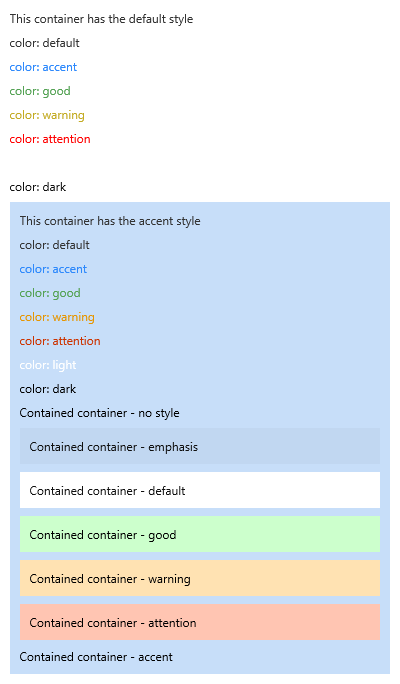 This container has the default style
color: default
color: accent
color: good
color: warning
color: attention
color: dark
This container has the accent style
color: default
color: accent
color: good
color: warning
color: attention
color: light
color: dark
Contained container - no style
Contained container - emphasis
Contained container - default
Contained container - good
Contained container - warning
Contained container - attention
Contained container - accent